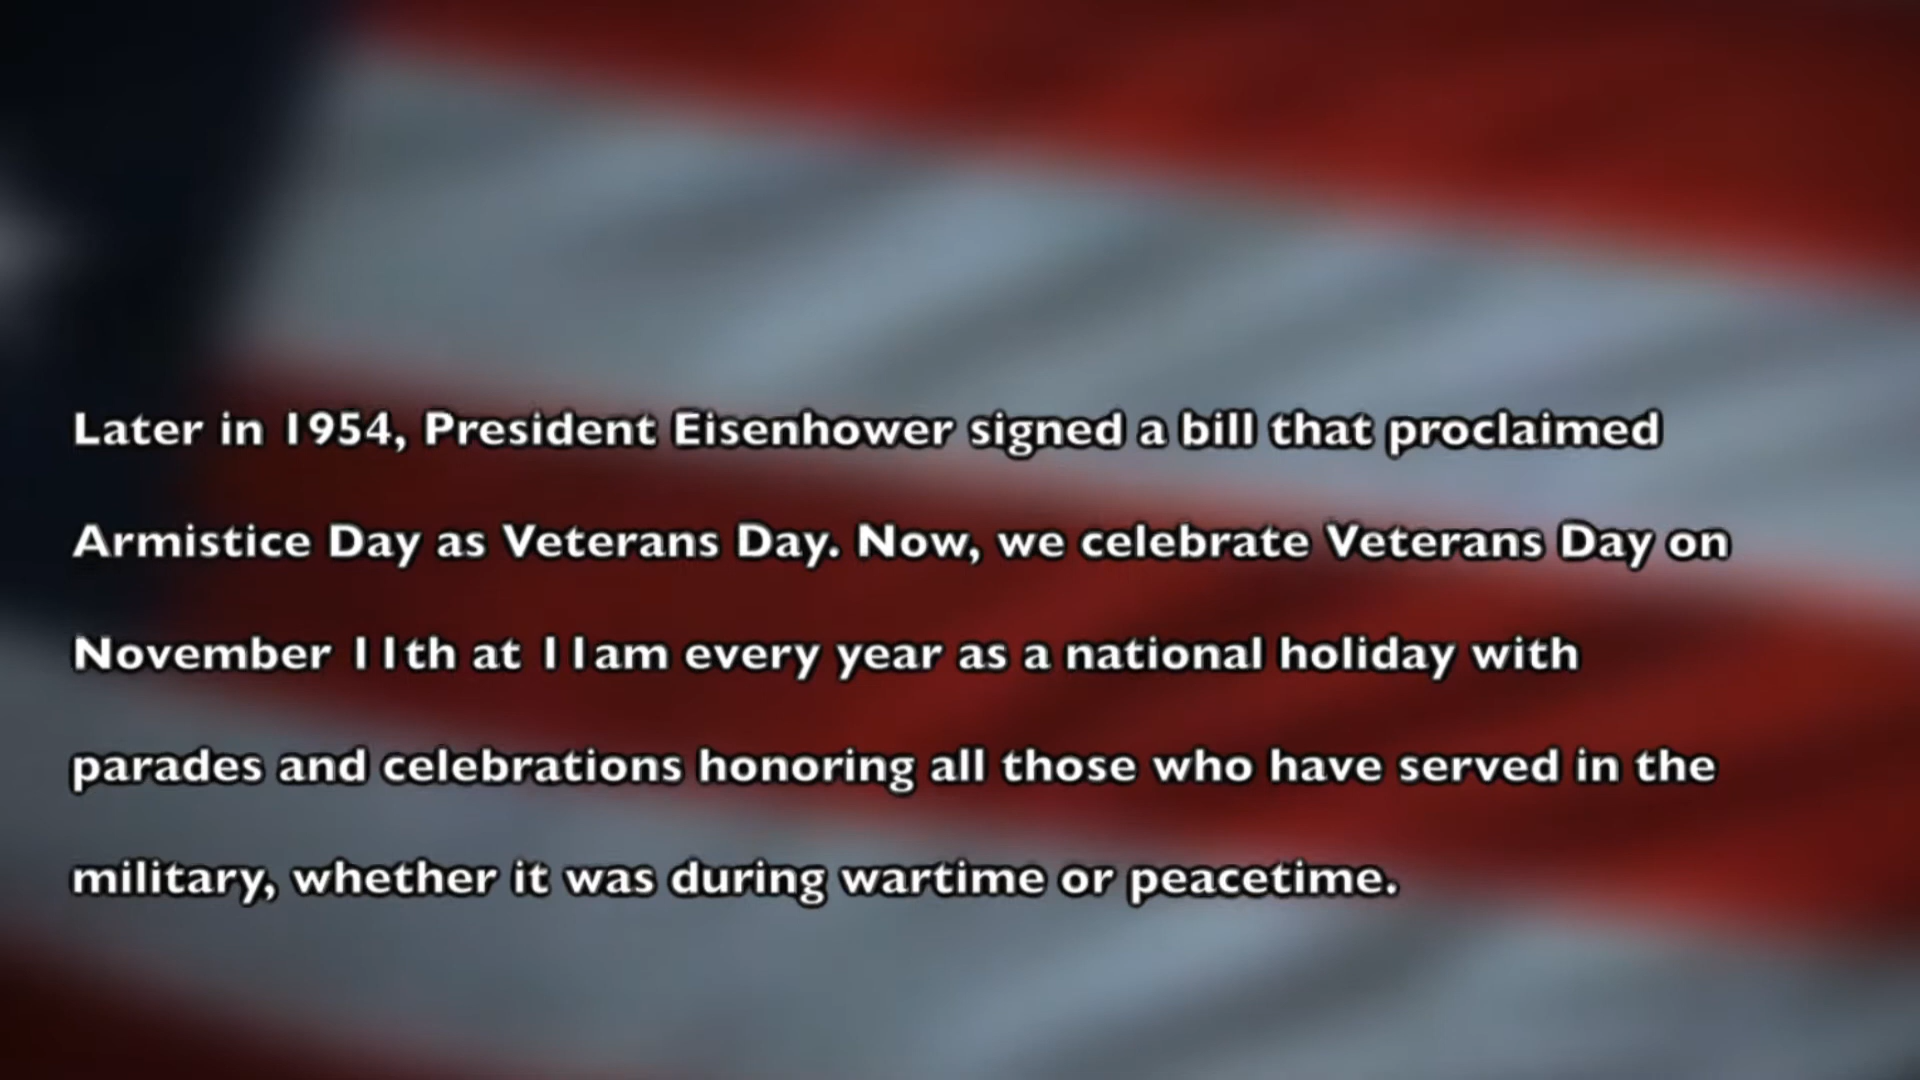 Later in 1954, President Eisenhower signed a bill that proclaimed
Armistice Day as Veterans Day. Now, we celebrate Veterans Day on
November 11th at 11am every year as a national holiday with
parades and celebrations honoring all those who have served in the
military, whether it was during wartime or peacetime.